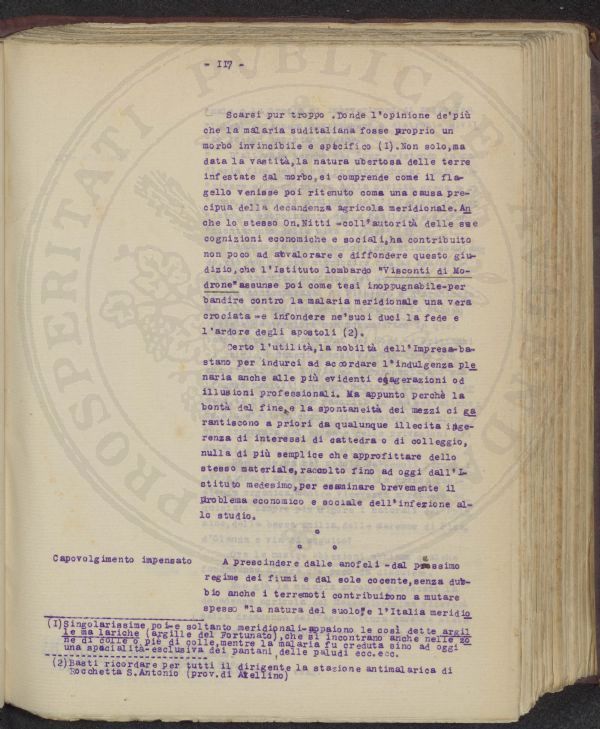 - 117 -
Scarsi pur troppo .Donde l'opinione de'più
che la malaria suditaliana fosse proprio un
morbo invincibile e specifico (I).Non solo,ma
data la vastità,la natura ubertosa delle terre
infestate dal morbo,si comprende come il fla-
gello venisse poi ritenuto coma una causa pre-
cipua della decandenza agricola meridionale.An
che lo stesso On.Nitti -coll'autorità delle sue
cognizioni economiche e sociali,ha contribuito
non poco ad abvalorare e diffondere questo giu-
dizio,che l'Istituto lombardo "Visconti di Mo-
drone"assunse poi come tesi inoppugnabile-per
bandire contro la malaria meridionale una vera
crociata -e infondere ne'suoi duci la fede e
l'ardore degli apostoli (2).
Certo l'utilità,la nobiltà dell'Impresa-ba-
stano per indurci ad accordare l'indulgenza ple
naria anche alle più evidenti esagerazioni od
illusioni professionali. Ma appunto perchè la
bontà del fine,e la spontaneità dei mezzi ci ga
rantiscono a priori da qualunque illecita inge-
renza di interessi di cattedra o di colleggio,
nulla di più semplice che approfittare dello
stesso materiale,raccolto fino ad oggi dall'I-
stituto medesimo,per esaminare brevemente il
problema economico e sociale dell'infezione al-
lo studio.
°
° °
Capovolgimento impensato
A prescindere dalle anofeli -dal prossimo
regime dei fiumi e dal sole cocente,senza dub-
bio anche i terremoti contribuiono a mutare
spesso "la natura del suolo"e l'Italia meridio
(I)Singolarissime poi-e soltanto meridionali-appaiono le così dette argil
le malariche (argille del Fortunato),che si incontrano anche nelle zo
ne di colle o piè di colle,mentre la malaria fu creduta sino ad oggi
una spacialità-esclusiva dei pantani,delle paludi ecc.ecc.
(2)Basti ricordare per tutti il dirigente la stazione antimalarica di
Rocchetta S.Antonio (prov.di Avellino)
PROSPERITATI PUBLICAE